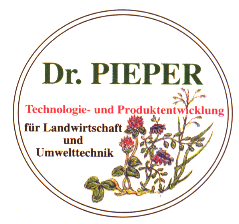 Dr. PIEPER
Technologie- und Produktentwicklung
für Landwirtschaft
und
Umwelttechnik